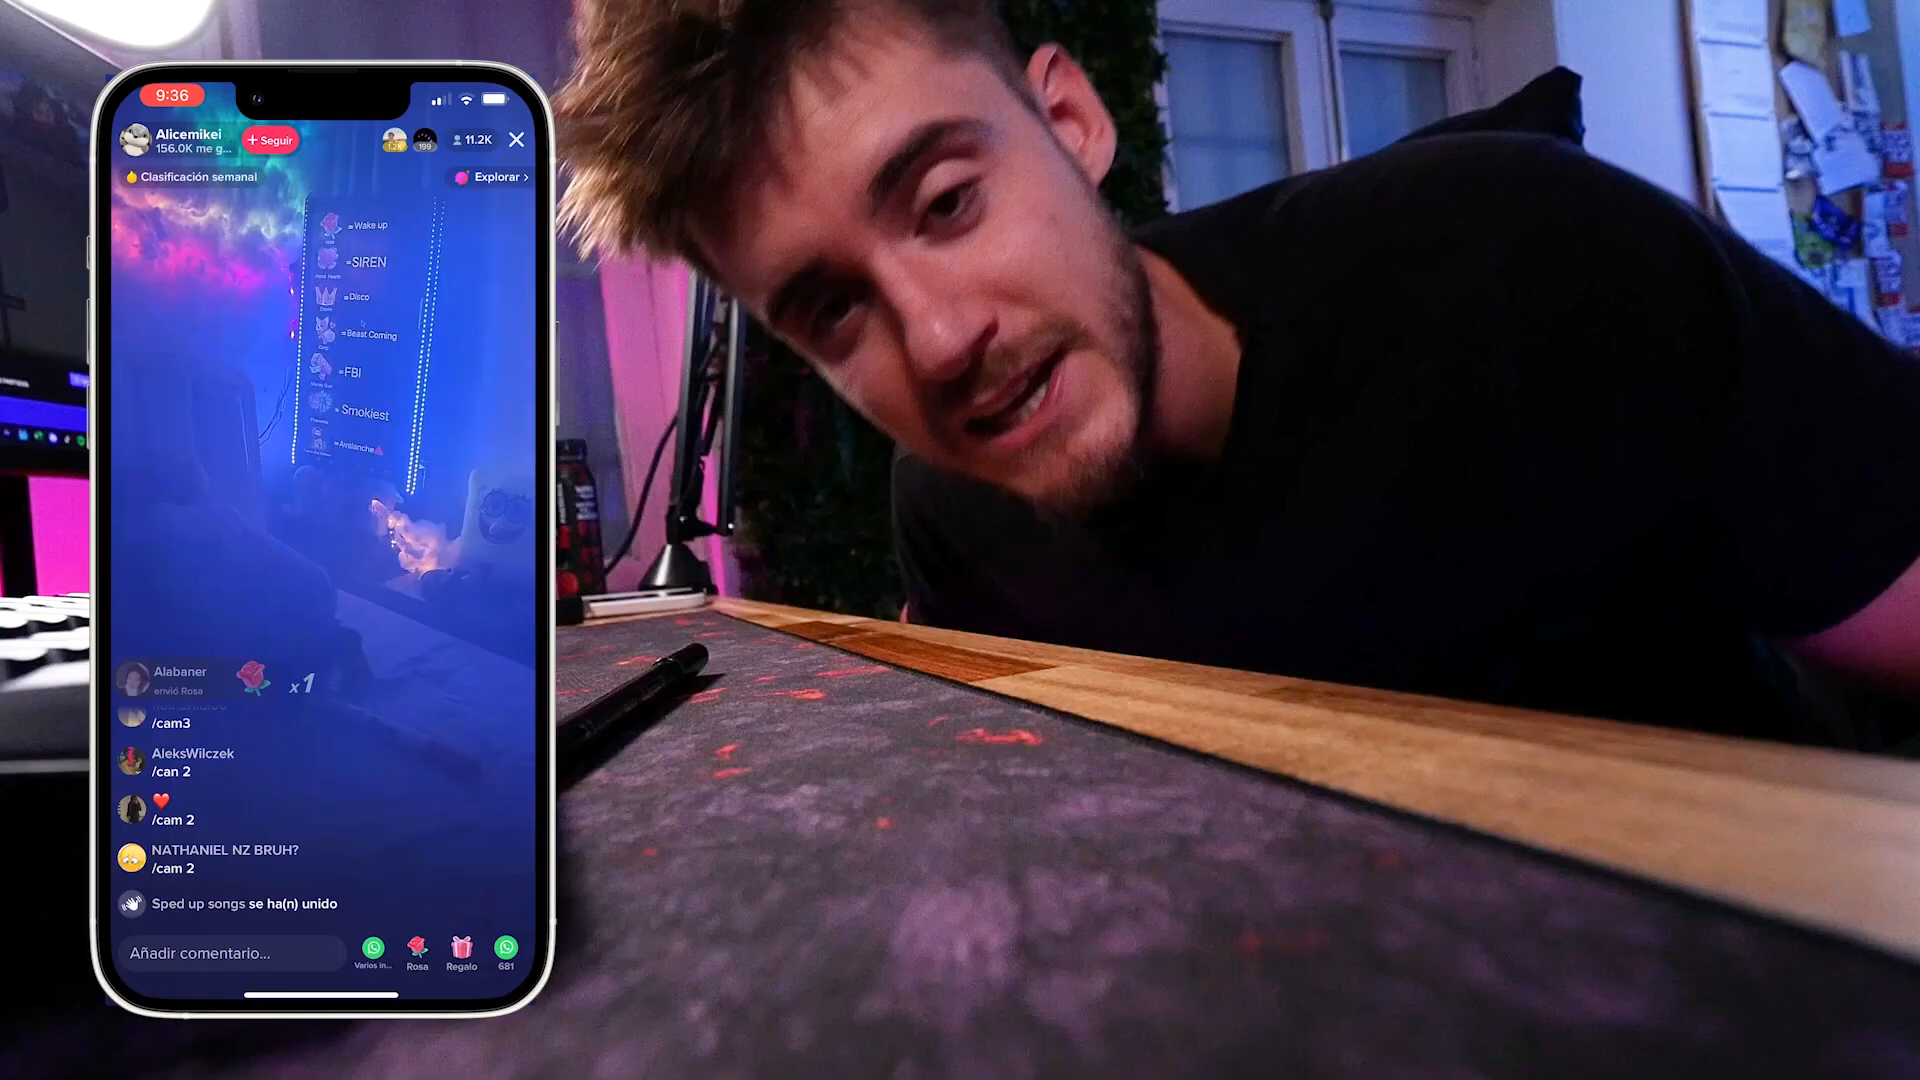 9:36
Alicemikei
156.0K me g...
+ Seguir
199
11.2K
Clasificación semanal
Explorar >
=Wake up
=SIREN
=Disco
=Beast Coming
=FBI
= Smokiest
=Avalanche
Alabaner
envió Rosa
x1
/cam3
AleksWilczek
/can 2
/cam 2
NATHANIEL NZ BRUH?
/cam 2
Sped up songs se ha(n) unido
Añadir comentario...
Varios in...
Rosa
Regalo
681